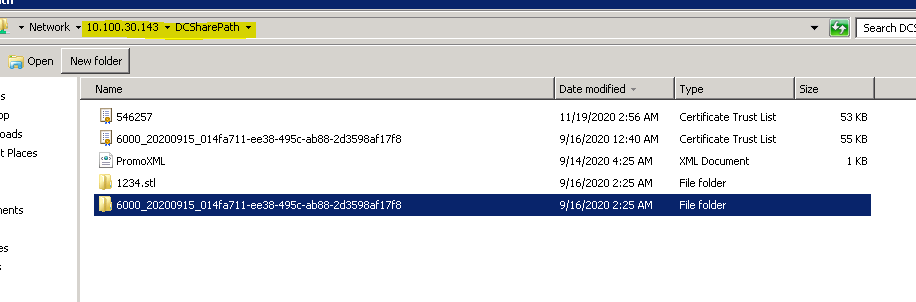 ath
Network 10.100.30.143 DCSharePath Search DCS
Open New folder
Name Date modified Type Size
546257 11/19/2020 2:56 AM Certificate Trust List 53 KB
6000_20200915_014fa711-ee38-495c-ab88-2d3598af17f8 9/16/2020 12:40 AM Certificate Trust List 55 KB
PromoXML 9/14/2020 4:25 AM XML Document 1 KB
1234.stl 9/16/2020 2:25 AM File folder
6000_20200915_014fa711-ee38-495c-ab88-2d3598af17f8 9/16/2020 2:25 AM File folder
s
op
oads
t Places
ents
es
s